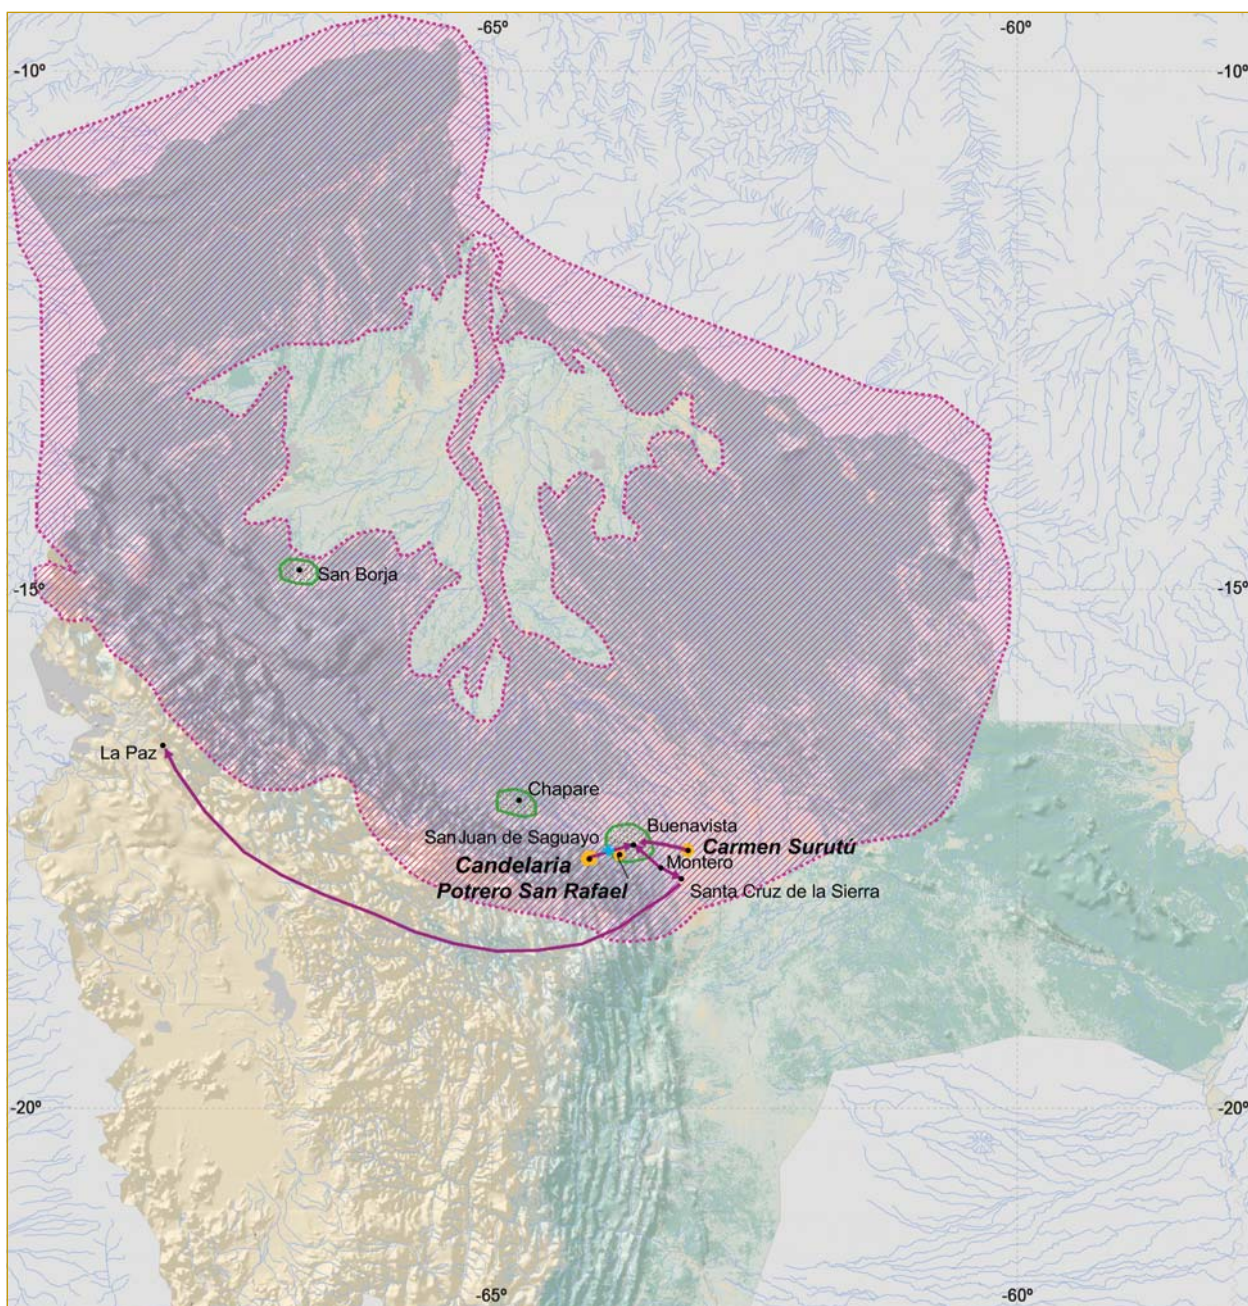 -65º
-60º
-10º
-10º
San Borja
-15º
-15º
La Paz
Chapare
Buenavista
San Juan de Saguayo
Carmen Surutú
Candelaria
Montero
Potrero San Rafael
Santa Cruz de la Sierra
-20º
-20º
-65º
-60º